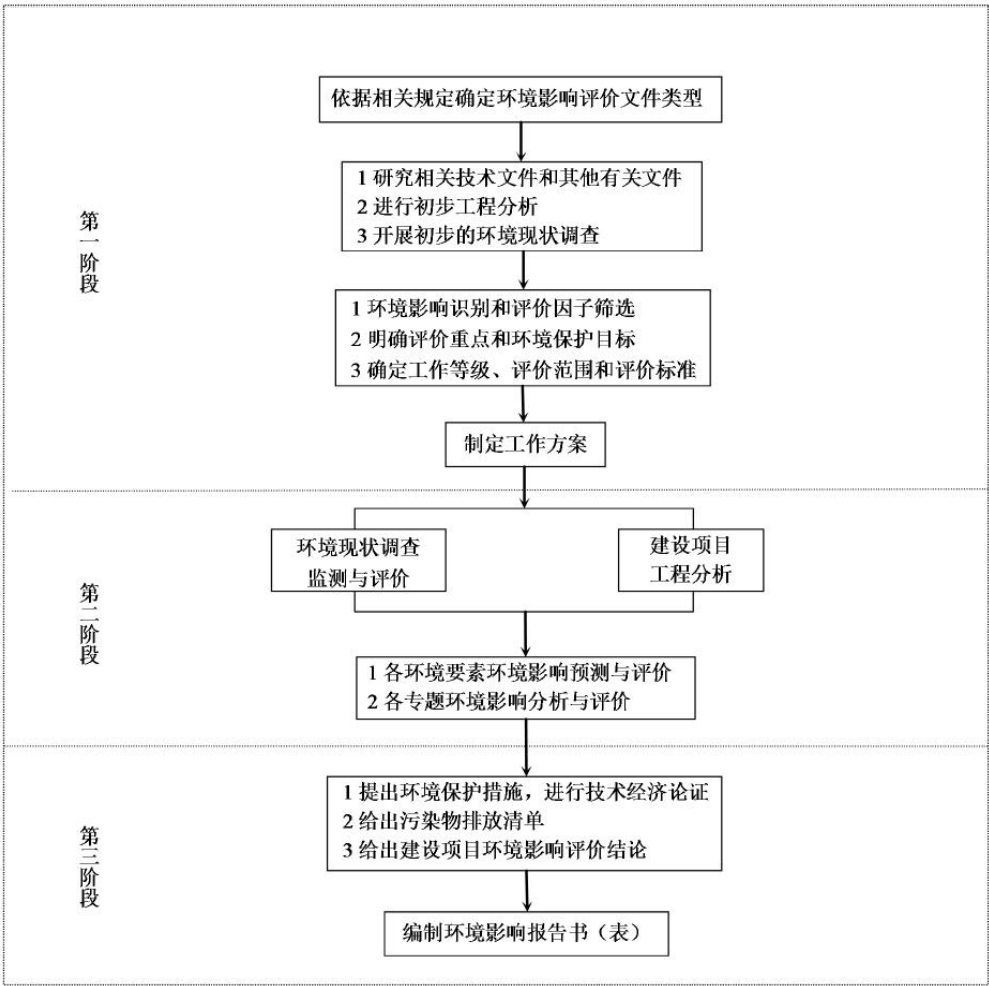 依据相关规定确定环境影响评价文件类型
1 研究相关技术文件和其他有关文件
2 进行初步工程分析
3 开展初步的环境现状调查
第一阶段
1 环境影响识别和评价因子筛选
2 明确评价重点和环境保护目标
3 确定工作等级、评价范围和评价标准
制定工作方案
环境现状调查
监测与评价
建设项目
工程分析
第二阶段
1 各环境要素环境影响预测与评价
2 各专题环境影响分析与评价
1 提出环境保护措施，进行技术经济论证
2 给出污染物排放清单
3 给出建设项目环境影响评价结论
第三阶段
编制环境影响报告书（表）